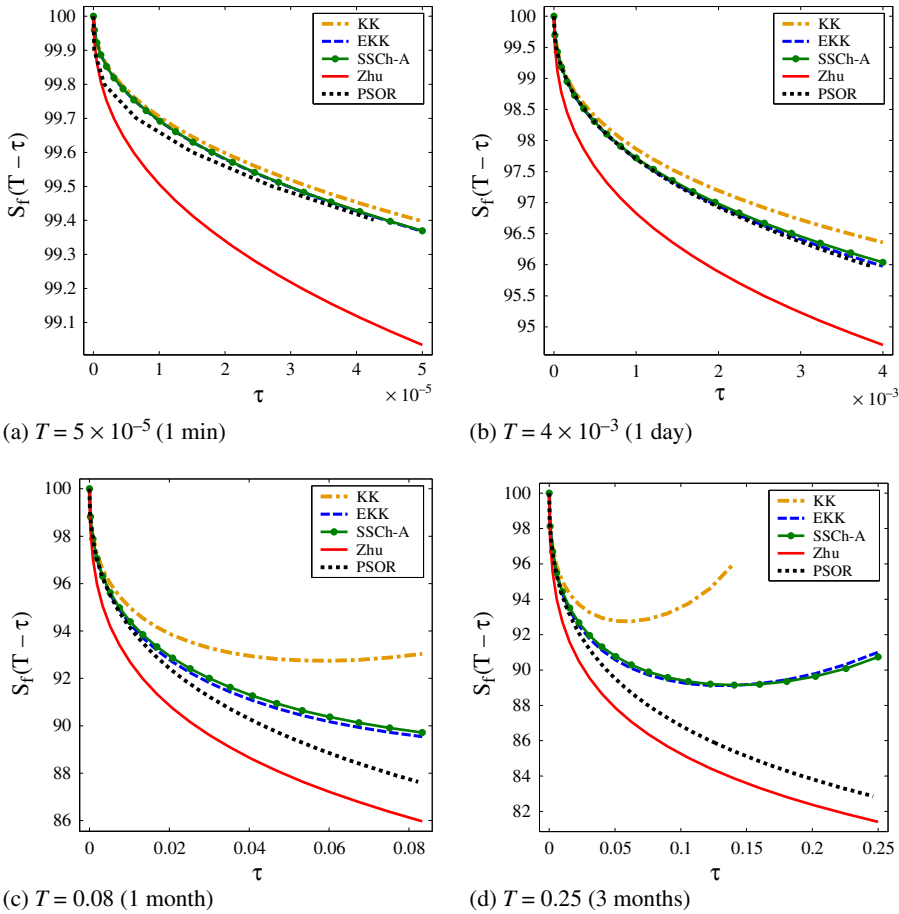 100
99.9
99.8
99.7
99.6
99.5
99.4
99.3
99.2
99.1
S_f(T − τ)
KK
EKK
SSCh-A
Zhu
PSOR
0 1 2 3 4 5
τ
× 10⁻⁵
(a) T = 5 × 10⁻⁵ (1 min)
100
99.5
99
98.5
98
97.5
97
96.5
96
95.5
95
S_f(T − τ)
KK
EKK
SSCh-A
Zhu
PSOR
0 1 2 3 4
τ
× 10⁻³
(b) T = 4 × 10⁻³ (1 day)
100
98
96
94
92
90
88
86
S_f(T − τ)
KK
EKK
SSCh-A
Zhu
PSOR
0 0.02 0.04 0.06 0.08
τ
(c) T = 0.08 (1 month)
100
98
96
94
92
90
86
84
82
S_f(T − τ)
KK
EKK
SSCh-A
Zhu
PSOR
0 0.05 0.1 0.15 0.2 0.25
τ
(d) T = 0.25 (3 months)